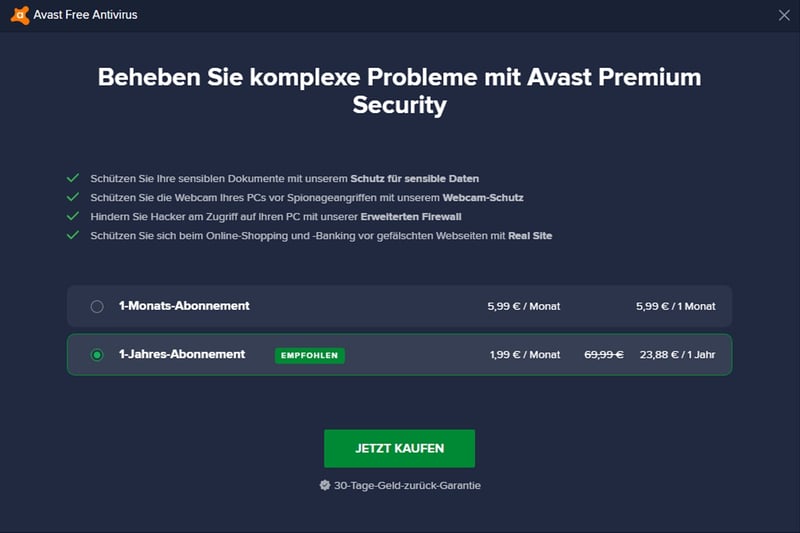 Avast Free Antivirus
Beheben Sie komplexe Probleme mit Avast Premium
Security
Schützen Sie Ihre sensiblen Dokumente mit unserem Schutz für sensible Daten
Schützen Sie die Webcam Ihres PCs vor Spionageangriffen mit unserem Webcam-Schutz
Hindern Sie Hacker am Zugriff auf Ihren PC mit unserer Erweiterten Firewall
Schützen Sie sich beim Online-Shopping und -Banking vor gefälschten Webseiten mit Real Site
1-Monats-Abonnement 5,99 € / Monat 5,99 € / 1 Monat
1-Jahres-Abonnement EMPFOHLEN 1,99 € / Monat 69,99 € 23,88 € / 1 Jahr
JETZT KAUFEN
30-Tage-Geld-zurück-Garantie